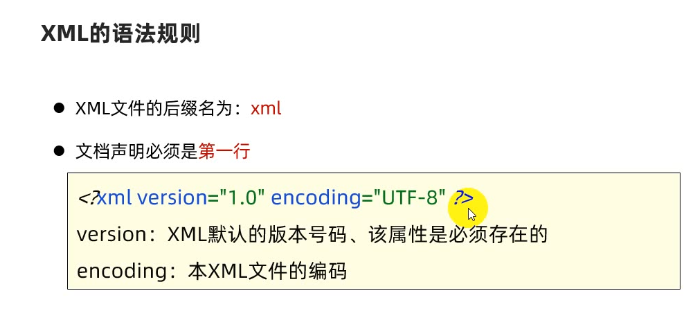 XML的语法规则
● XML文件的后缀名为：xml
● 文档声明必须是第一行
<?xml version="1.0" encoding="UTF-8" ?>
version：XML默认的版本号码、该属性是必须存在的
encoding：本XML文件的编码